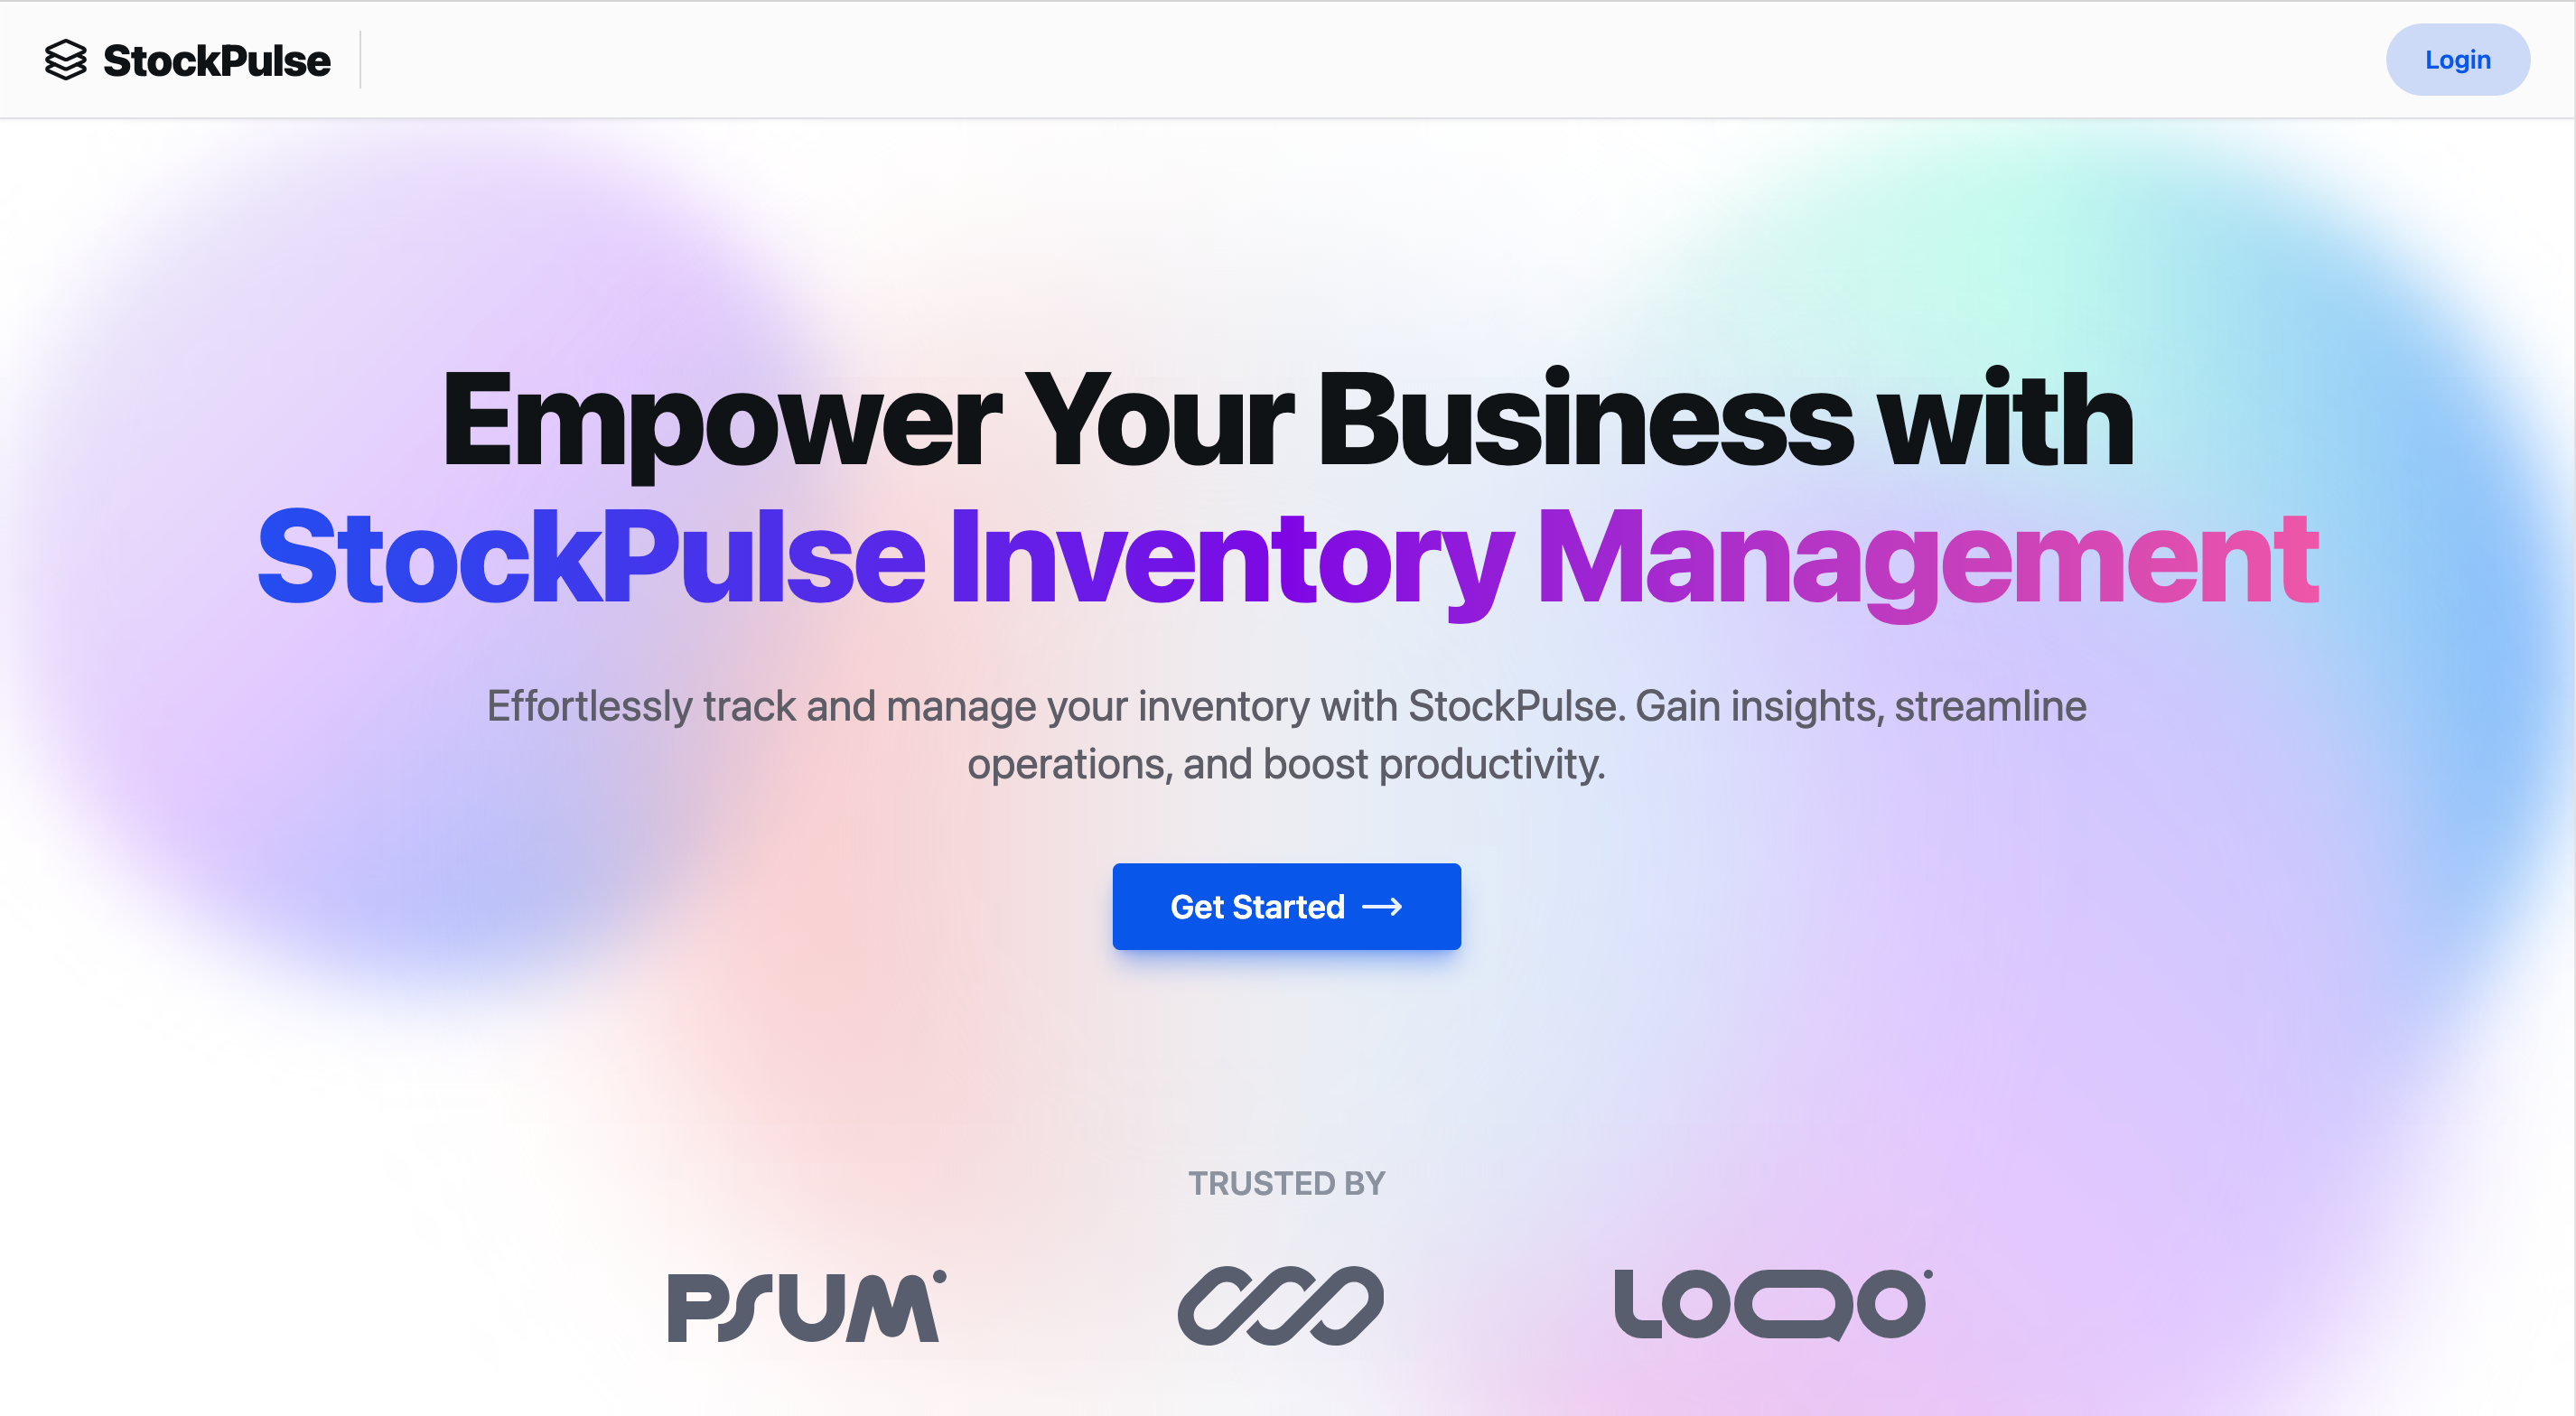 StockPulse
Login
Empower Your Business with
StockPulse Inventory Management
Effortlessly track and manage your inventory with StockPulse. Gain insights, streamline
operations, and boost productivity.
Get Started
TRUSTED BY
PSUM
LOQO